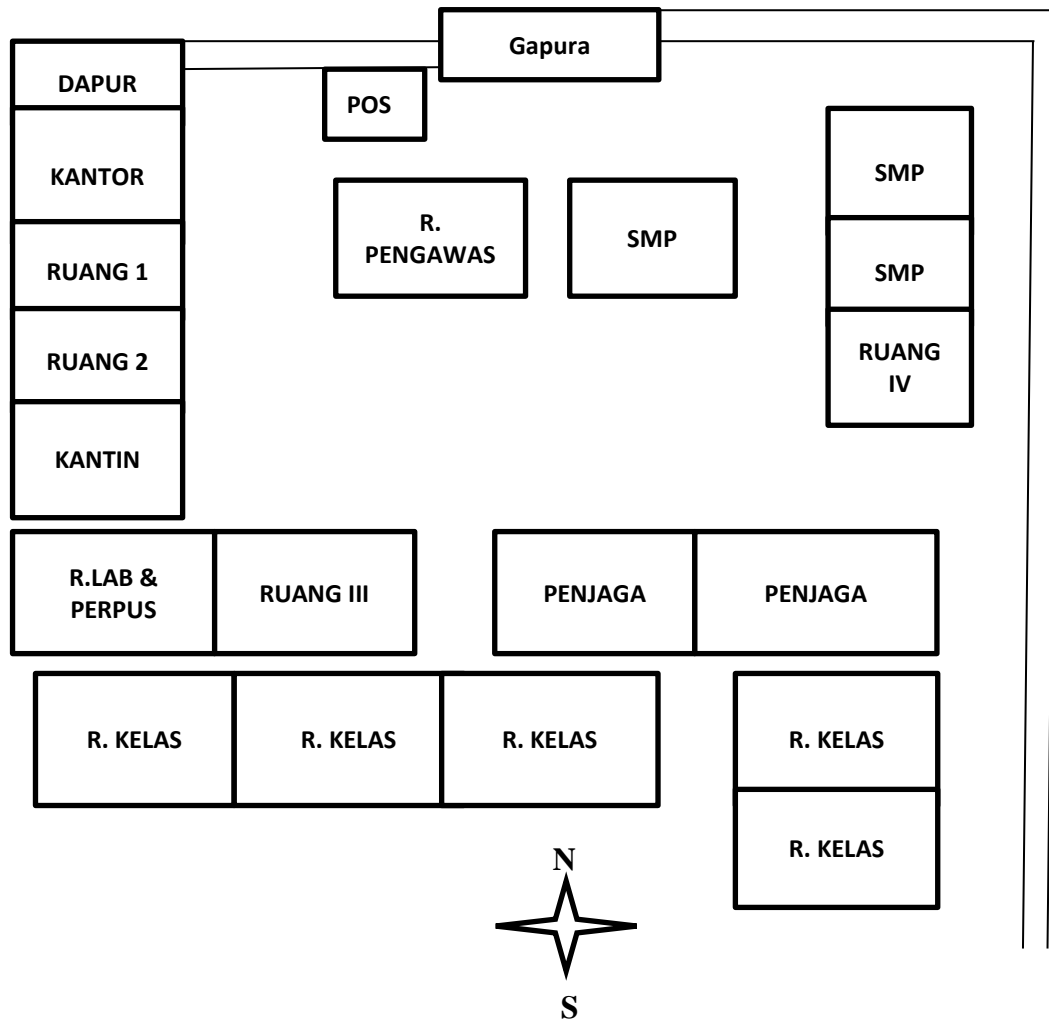 Gapura
DAPUR
POS
KANTOR
SMP
R.
PENGAWAS
SMP
RUANG 1
SMP
RUANG 2
RUANG
IV
KANTIN
R.LAB &
PERPUS
RUANG III
PENJAGA
PENJAGA
R. KELAS
R. KELAS
R. KELAS
R. KELAS
R. KELAS
N
S